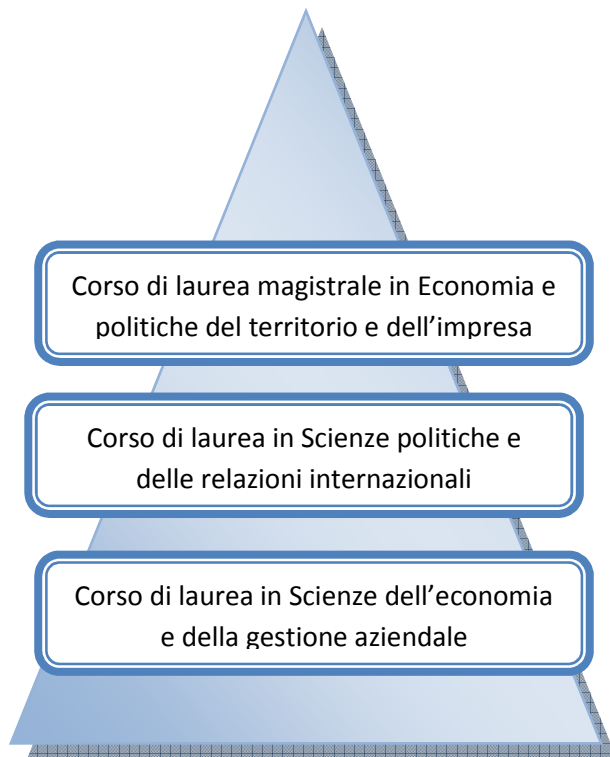 Corso di laurea magistrale in Economia e
politiche del territorio e dell’impresa
Corso di laurea in Scienze politiche e
delle relazioni internazionali
Corso di laurea in Scienze dell’economia
e della gestione aziendale